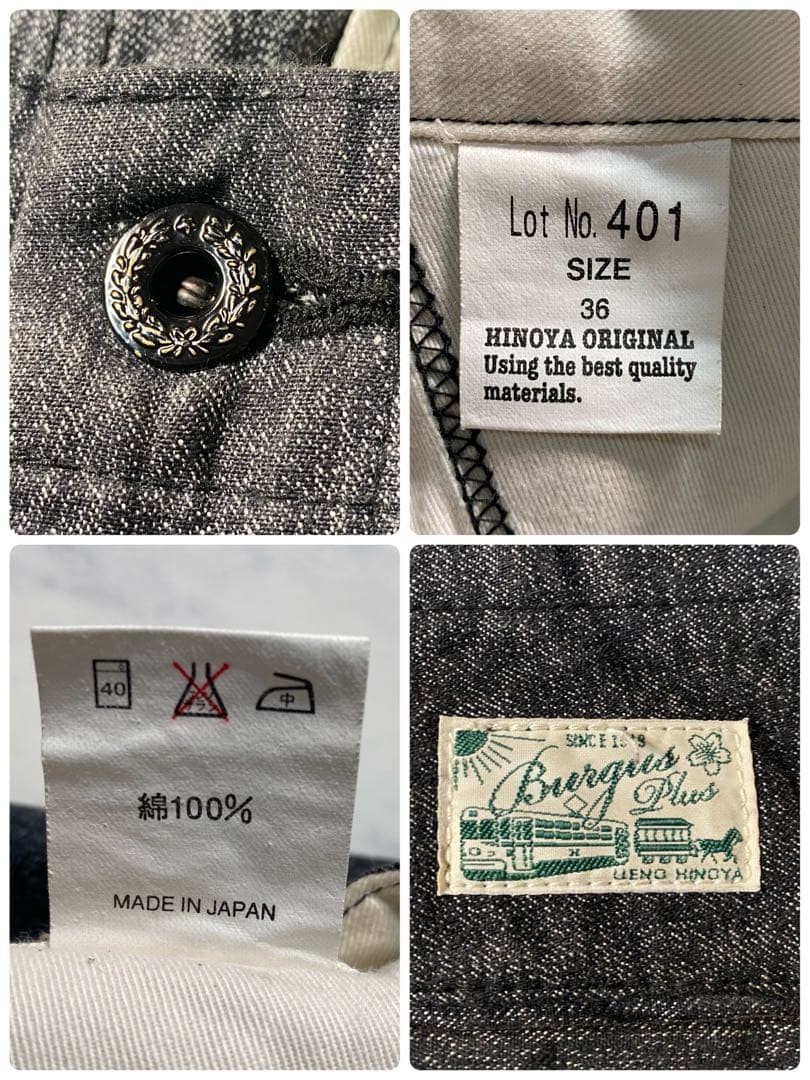 Lot No. 401
SIZE
36
HINOYA ORIGINAL
Using the best quality
materials.
40
中
綿100%
MADE IN JAPAN
SINCE
Burgus
Plus
UENO HINOYA